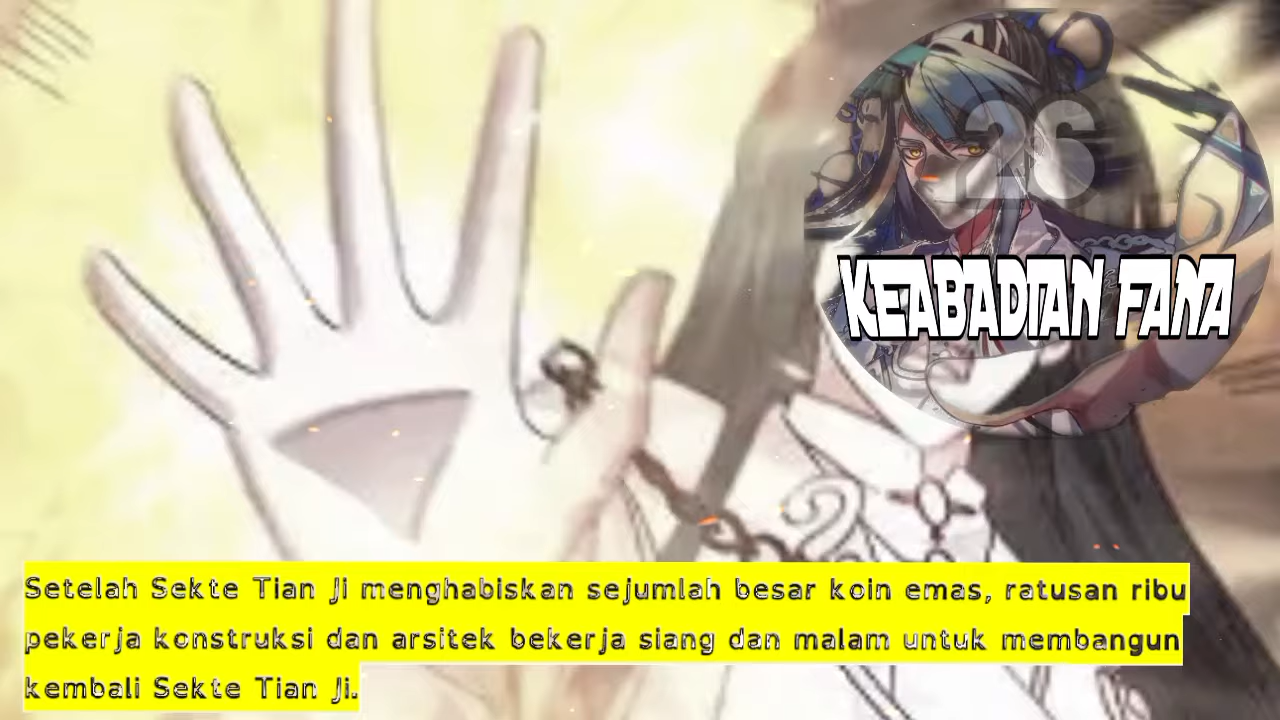 26
KEABADIAN FANA
Setelah Sekte Tian Ji menghabiskan sejumlah besar koin emas, ratusan ribu
pekerja konstruksi dan arsitek bekerja siang dan malam untuk membangun
kembali Sekte Tian Ji.